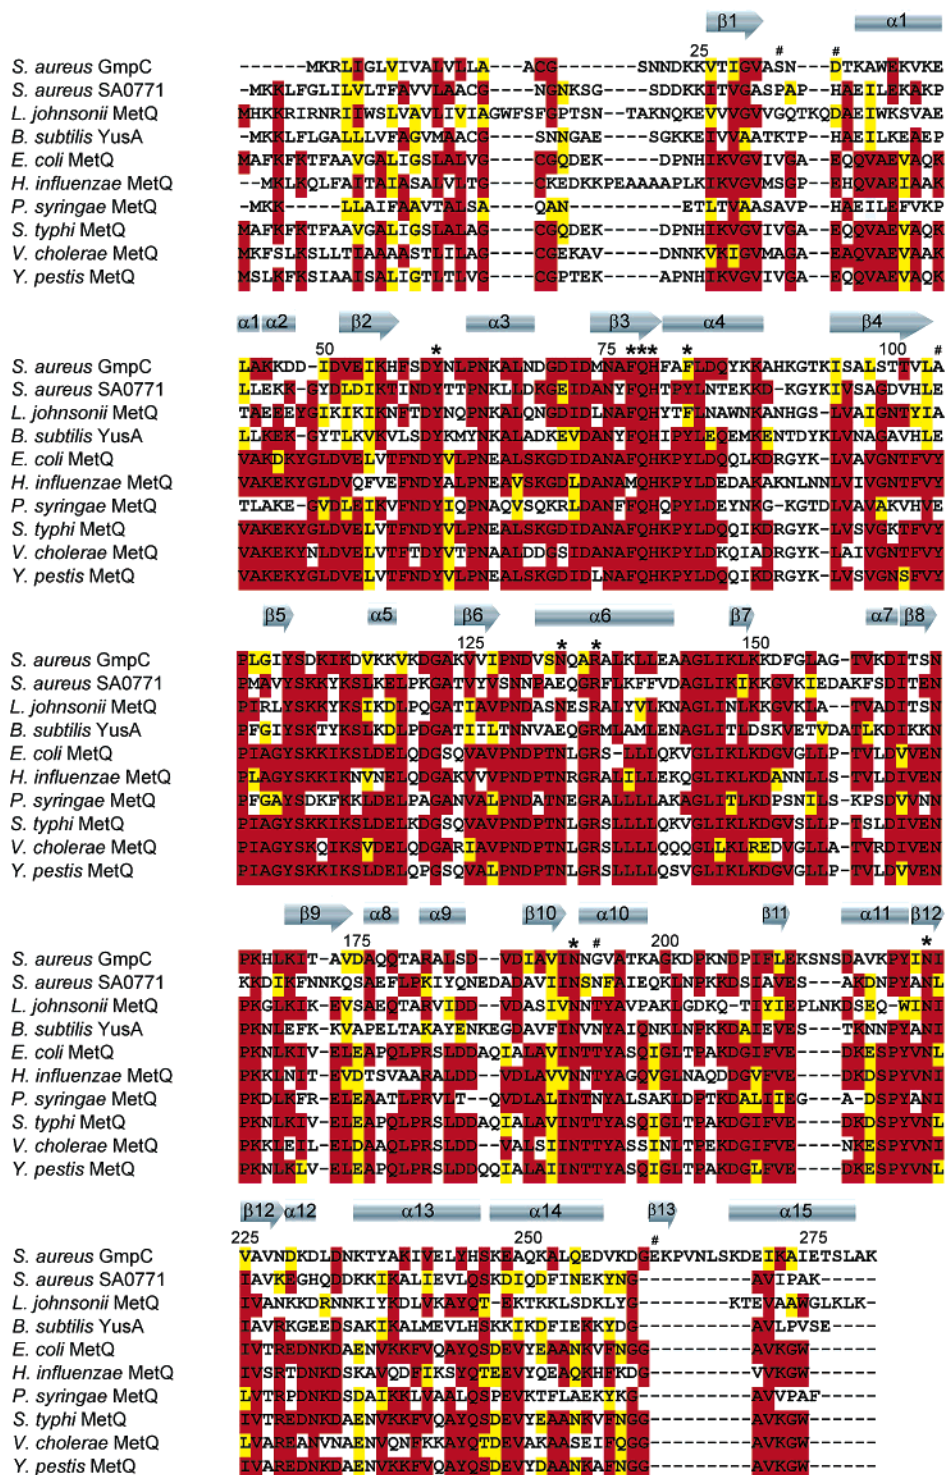 β1 α1
25 # #
S. aureus GmpC ------MKRLIGLVIVALVLLA---ACG-------SNNDKKVTIGVASN----DTKAWEKVKE
S. aureus SA0771 -MKKLFGLILVLTFAVVLAACG-----NGNKSG----SDDKKITVGASPAP--HAEILEKAKP
L. johnsonii MetQ MHKKRIRNRIIWSLVAVLIVIAGWFSFGPTSN--TAKNQKEVVVGVVGQTKQDAEIWKSVAE
B. subtilis YusA --MKKLFLGALLLVFAGVMAACG----SNNGAE---SGKKEIVVAATKTP--HAEILKEAEP
E. coli MetQ MAFKFKTFAAVGALIGSLALVG-----CGQDEK----DPNHIKVGVIVGA--EQQVAEVAQK
H. influenzae MetQ --MKLKQLFAITAIASALVLTG----CKEDKKPEAAAAPLKIKVGVMSGP--EHQVAEIAAK
P. syringae MetQ --MKK-----LLAIFAAVTALSA----QAN-------ETLTVAASAVP--HAEILEFVKP
S. typhi MetQ MAFKFKTFAAVGALIGSLALAG-----CGQDEK----DPNHIKVGVIVGA--EQQVAEVAQK
V. cholerae MetQ MKFSLKSLLTIAAAASTLILAG-----CGEKAV----DNNKVKIGVMAGA--EAQVAEVAAK
Y. pestis MetQ MSLKFKSIAAISALIGTLTLVG-----CGPTEK----APNHIKVGVIVGA--EQQVAEVAQK
α1 α2 β2 α3 β3 α4 β4
50 * 75 *** * 100 #
S. aureus GmpC LAKKDD-IDVEIKHFSDYNLPNKALNDGDIDMNAFQHFAFLDQYKKAHKGTKISALSTTVLA
S. aureus SA0771 LLEKK-GYDLDIKTINDYTTPNKLLDKGEIDANYFQHTPYLNTEKKD-KGYKIVSAGDVHLE
L. johnsonii MetQ TAEEEYGIKIKIKNFTDYNQPNKALQNGDIDLNAFQHYTFLNAWNKANHGS-LVAIGNTYIA
B. subtilis YusA LLKEK-GYTLKVKVLSDYKMYNKALADKEVDANYFQHIPYLEQEMKENTDYKLVNAGAVHLE
E. coli MetQ VAKDKYGLDVELVTFNDYVLPNEALSKGDIDANAFQHKPYLDQQLKDRGYK-LVAVGNTFVY
H. influenzae MetQ VAKEKYGLDVQFVEFNDYALPNEAVSKGDLDANAMQHKPYLDEDAKAKNLNNLVIVGNTFVY
P. syringae MetQ TLAKE-GVDLEIKVFNDYIQPNAQVSQKRLDANFFQHQPYLDEYNKG-KGTDLVAVAKVHVE
S. typhi MetQ VAKEKYGLDVELVTFNDYVLPNEALSKGDIDANAFQHKPYLDQQIKDRGYK-LVSVGKTFVY
V. cholerae MetQ VAKEKYNLDVELVTFTDYVTPNAALDDGSIDANAFQHKPYLDKQIADRGYK-LAIVGNTFVY
Y. pestis MetQ VAKEKYGLDVELVTFNDYVLPNEALSKGDIDLNAFQHKPYLDQQIKDRGYK-LVSVGNSFVY
β5 α5 β6 α6 β7 α7 β8
125 * * 150
S. aureus GmpC PLGIYSDKIKDVKKVKDGAKVVIPNDVSNQARALKLLEAAGLIKLKKDFGLAG-TVKDITSN
S. aureus SA0771 PMAVYSKKYKSLKELPKGATVYVSNNPAEQGRFLKFFVDAGLIKIKKGVKIEDAKFSDITEN
L. johnsonii MetQ PIRLYSKKYKSIKDLPQGATIAVPNDASNESRALYVLKNAGLINLKKGVKLA--TVADITSN
B. subtilis YusA PFGIYSKTYKSLKDLPDGATIILTNNVAEQGRMLAMLENAGLITLDSKVETVDATLKDIKKN
E. coli MetQ PIAGYSKKIKSLDELQDGSQVAVPNDPTNLGRS-LLLQKVGLIKLKDGVGLLP-TVLDVVEN
H. influenzae MetQ PLAGYSKKIKNVNELQDGAKVVVPNDPTNRGRALILLEKQGLIKLKDANNLLS-TVLDIVEN
P. syringae MetQ PFGAYSDKFKKLDELPAGANVALPNDATNEGRALLLLAKAGLITLKDPSNILS-KPSDVVNN
S. typhi MetQ PIAGYSKKIKSLDELKDGSQVAVPNDPTNLGRSLLLLQKVGLIKLKDGVSLLP-TSLDIVEN
V. cholerae MetQ PIAGYSKQIKSVDELQDGARIAVPNDPTNLGRSLLLLQQQGLLKLREDVGLLA-TVRDIVEN
Y. pestis MetQ PIAGYSKKIKSLDELQPGSQVALPNDPTNLGRSLLLLQSVGLIKLKDGVGLLP-TVLDVVEN
β9 α8 α9 β10 α10 β11 α11 β12
175 * # 200 *
S. aureus GmpC PKHLKIT-AVDAQQTARALSD--VDIAVINNGVATKAGKDPKNDPIFLEKSNSDAVKPYINI
S. aureus SA0771 KKDIKFNNKQSAEFLPKIYQNEDADAVIINSNFAIEQKLNPKKDSIAVES---AKDNPYANL
L. johnsonii MetQ PKGLKIK-EVSAEQTARVIDD--VDASIVNNTYAVPAKLGDKQ-TIYIEPLNKDSEQ-WINI
B. subtilis YusA PKNLEFK-KVAPELTAKAYENKEGDAVFINVNYAIQNKLNPKKDAIEVES---TKNNPYANI
E. coli MetQ PKNLKIV-ELEAPQLPRSLDDAQIALAVINTTYASQIGLTPAKDGIFVE----DKESPYVNL
H. influenzae MetQ PKKLNIT-EVDTSVAARALDD--VDLAVVNNTYAGQVGLNAQDDGVFVE----DKDSPYVNI
P. syringae MetQ PKDLKFR-ELEAATLPRVLT--QVDLALINTNYALSAKLDPTKDALIIEG---A-DSPYANI
S. typhi MetQ PKNLKIV-ELEAPQLPRSLDD--QIALAIINTTYASQIGLTPAKDGIFVE----DKESPYVNL
V. cholerae MetQ PKKLEIL-ELDAAQLPRSLDD--VALSIINTTYASSINLTPEKDGIFVE----NKESPYVNL
Y. pestis MetQ PKNLKLV-ELEAPQLPRSLDDQQIALAIINTTYASQIGLTPAKDGLFVE----DKESPYVNL
β12 α12 α13 α14 β13 α15
225 250 # 275
S. aureus GmpC VAVNDKDLDNKTYAKIVELYHSKEAQKALQEDVKDGEKPVNLSKDEIKAIETSLAK
S. aureus SA0771 IAVKEGHQDDKKIKALIEVLQSKDIQDFINEKYNG----------AVIPAK-----
L. johnsonii MetQ IVANKKDRNNKIYKDLVKAYQT-EKTKKLSDKLYG--------KTEVAAWGLKLK-
B. subtilis YusA IAVRKGEEDSAKIKALMEVLHSKKIKDFIEKKYDG----------AVLPVSE----
E. coli MetQ IVTREDNKDAENVKKFVQAYQSDEVYEAANKVFNGG---------AVKGW------
H. influenzae MetQ IVSRTDNKDSKAVQDFIKSYQTEEVYQEAQKHFKDG---------VVKGW------
P. syringae MetQ LVTRPDNKDSDAIKKLVAALQSPEVKTFLAEKYKG----------AVVPAF-----
S. typhi MetQ IVTREDNKDAENVKKFVQAYQSDEVYEAANKVFNGG---------AVKGW------
V. cholerae MetQ LVAREANVNAENVQNFKKAYQTDEVAKAASEIFQGG---------AVKGW------
Y. pestis MetQ IVAREDNKDAENVKKFVQAYQSDEVYDAANKAFNGG---------AVKGW------